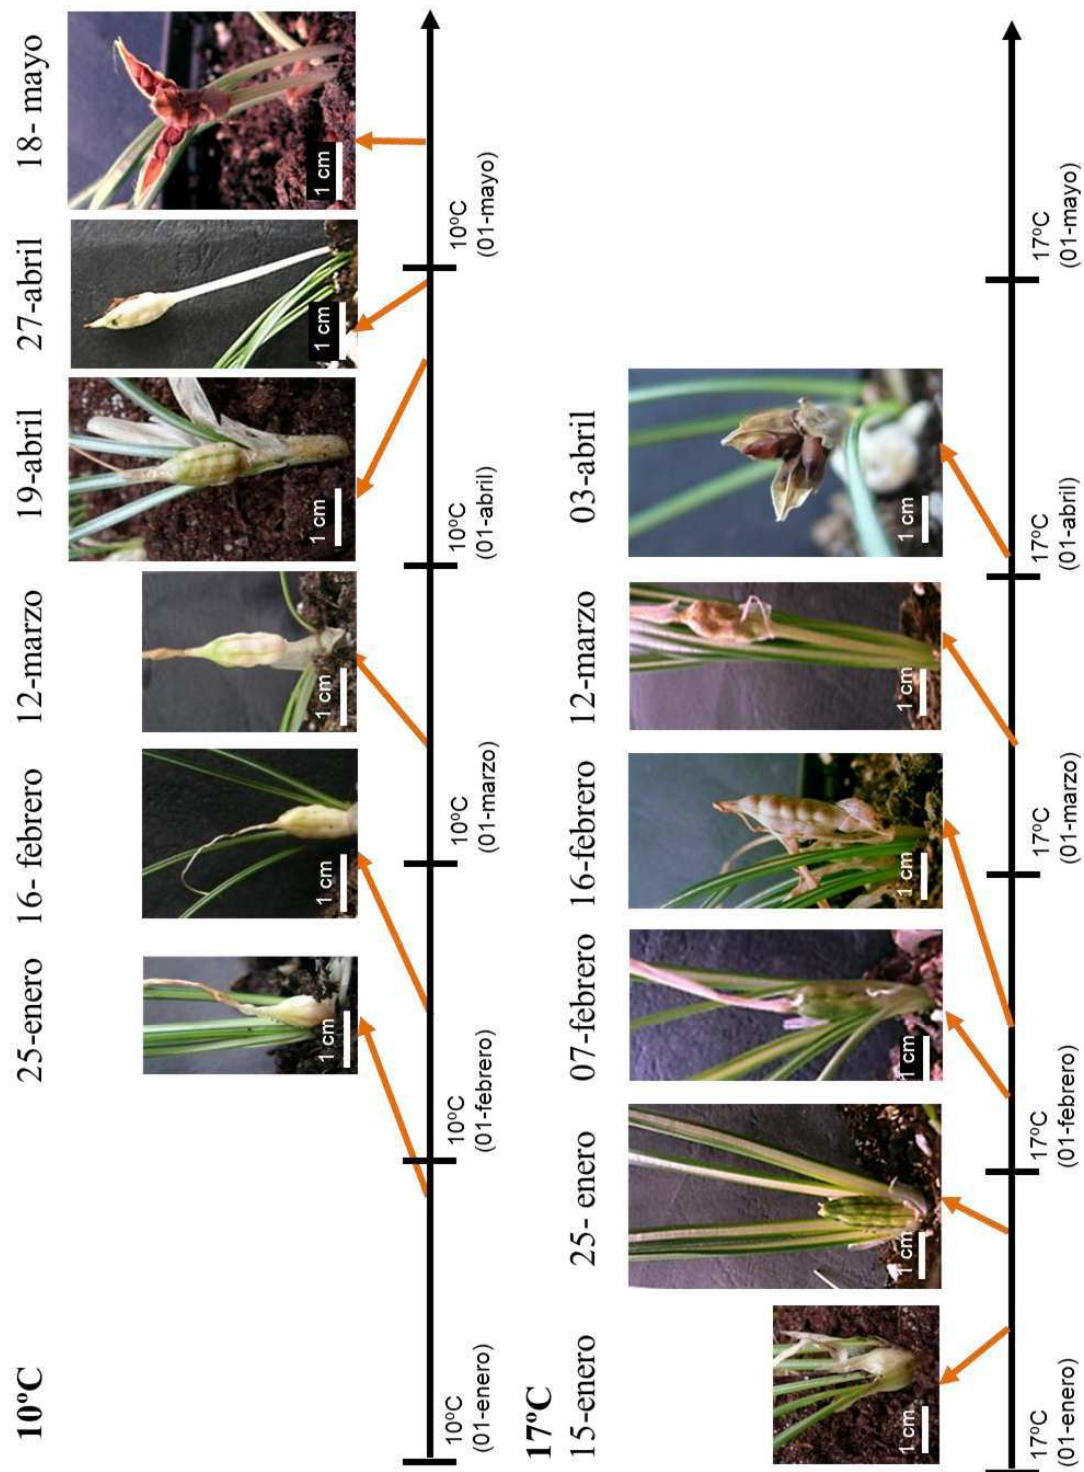 10ºC
25-enero
16- febrero
12-marzo
19-abril
27-abril
18- mayo
1 cm
1 cm
1 cm
1 cm
1 cm
1 cm
10ºC
(01-enero)
10ºC
(01-febrero)
10ºC
(01-marzo)
10ºC
(01-abril)
10ºC
(01-mayo)
17ºC
15-enero
25- enero
07-febrero
16-febrero
12-marzo
03-abril
1 cm
1 cm
1 cm
1 cm
1 cm
1 cm
17ºC
(01-enero)
17ºC
(01-febrero)
17ºC
(01-marzo)
17ºC
(01-abril)
17ºC
(01-mayo)